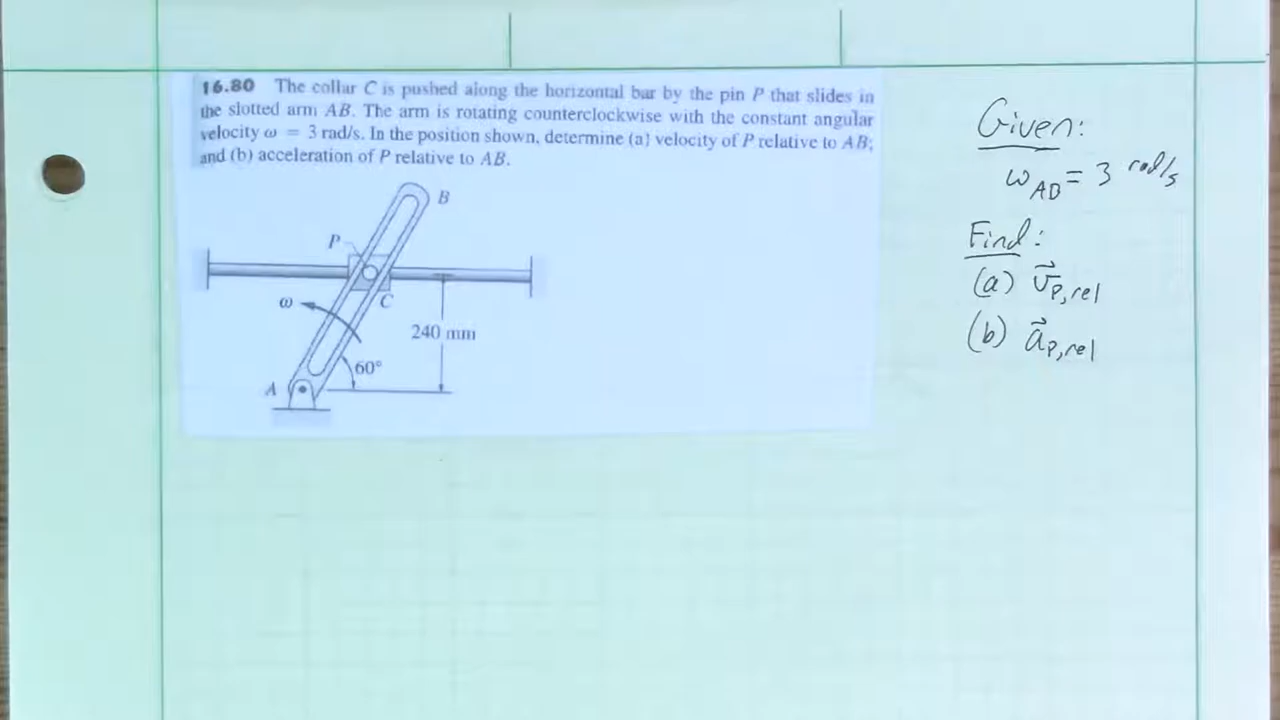 16.80 The collar C is pushed along the horizontal bar by the pin P that slides in
the slotted arm AB. The arm is rotating counterclockwise with the constant angular
velocity ω = 3 rad/s. In the position shown, determine (a) velocity of P relative to AB;
and (b) acceleration of P relative to AB.
B
P
ω
C
240 mm
60°
A
Given:
ω_AB = 3 rad/s
Find:
(a) v⃗_P,rel
(b) a⃗_P,rel